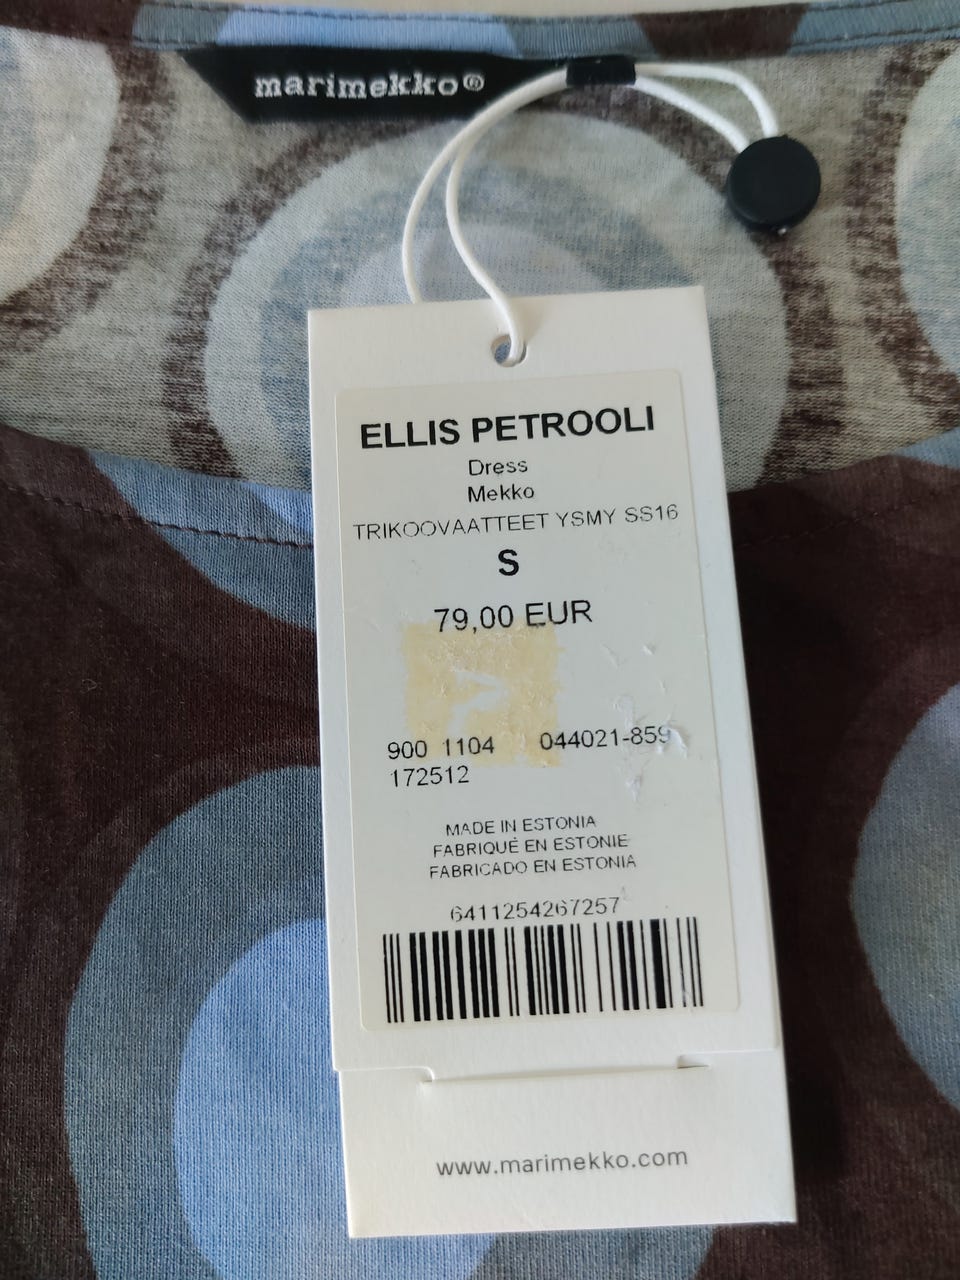 marimekko®
ELLIS PETROOLI
Dress
Mekko
TRIKOOVAATTEET YSMY SS16
S
79,00 EUR
900 1104 044021-859
172512
MADE IN ESTONIA
FABRIQUÉ EN ESTONIE
FABRICADO EN ESTONIA
6411254267257
www.marimekko.com